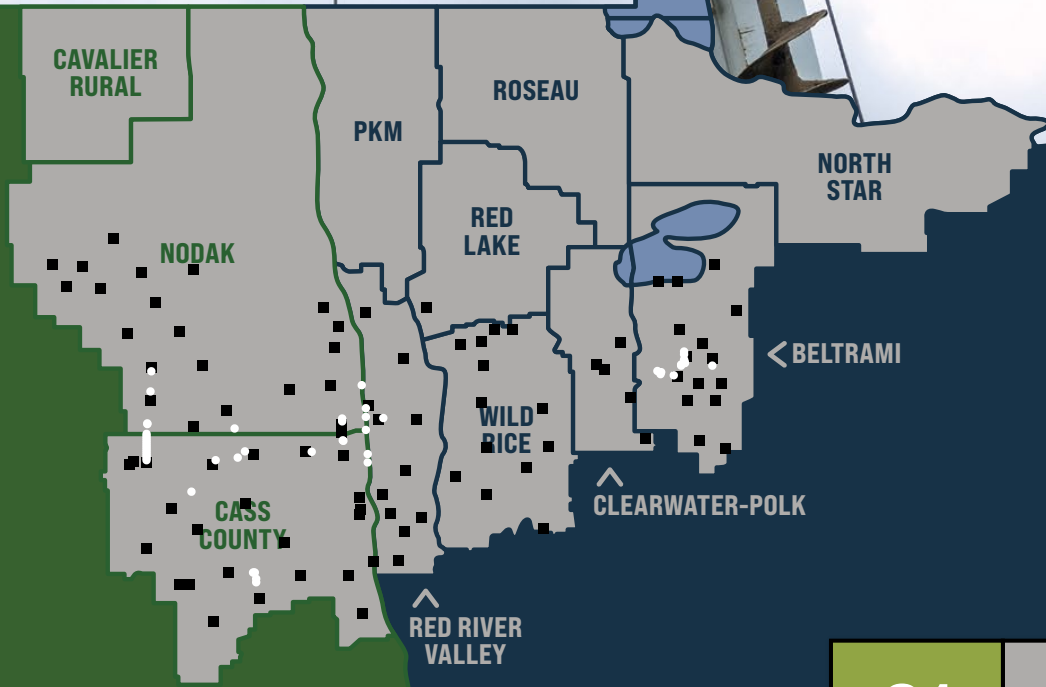 CAVALIER
RURAL
PKM
ROSEAU
NORTH
STAR
RED
LAKE
NODAK
BELTRAMI
WILD
RICE
CLEARWATER-POLK
CASS
COUNTY
RED RIVER
VALLEY